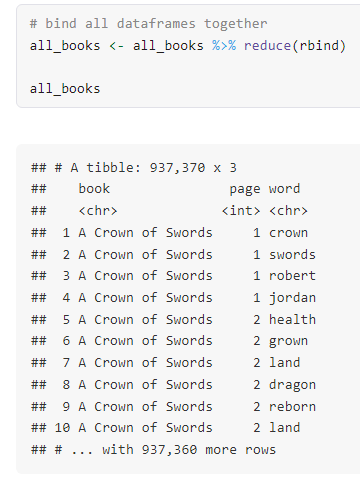 # bind all dataframes together
all_books <- all_books %>% reduce(rbind)
all_books
## # A tibble: 937,370 x 3
##    book              page word
##    <chr>            <int> <chr>
##  1 A Crown of Swords     1 crown
##  2 A Crown of Swords     1 swords
##  3 A Crown of Swords     1 robert
##  4 A Crown of Swords     1 jordan
##  5 A Crown of Swords     2 health
##  6 A Crown of Swords     2 grown
##  7 A Crown of Swords     2 land
##  8 A Crown of Swords     2 dragon
##  9 A Crown of Swords     2 reborn
## 10 A Crown of Swords     2 land
## # ... with 937,360 more rows